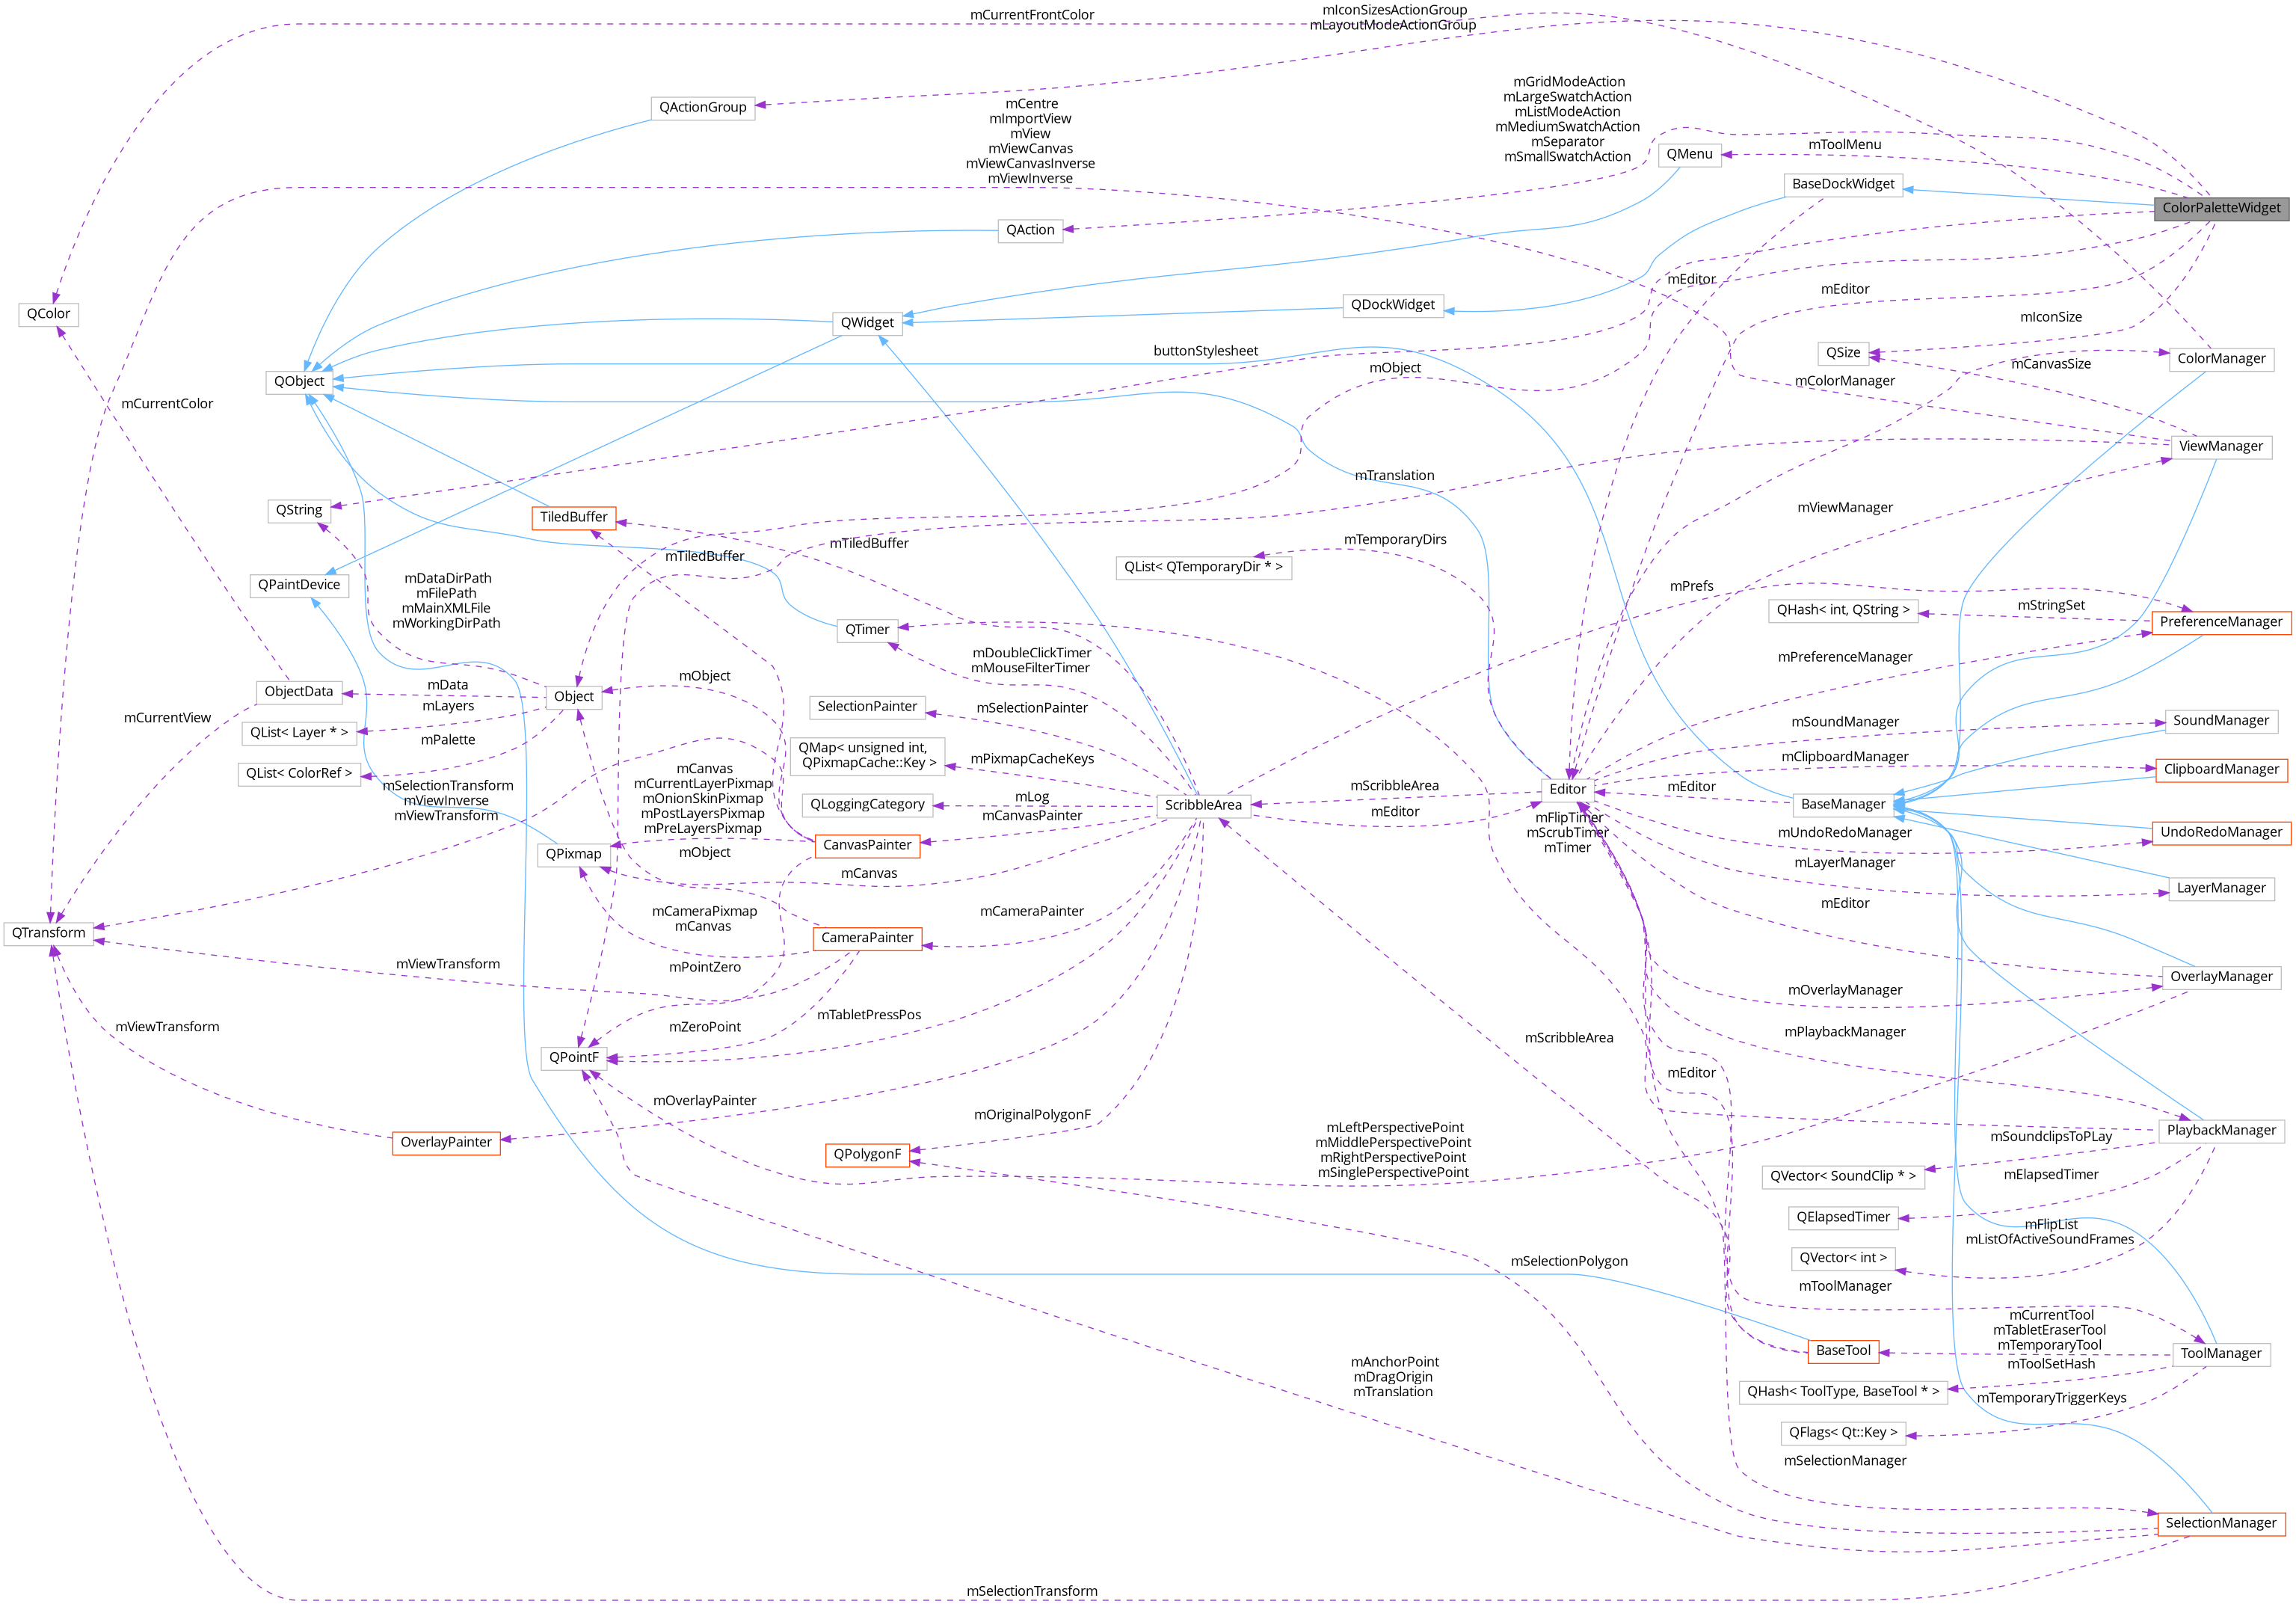 mCurrentFrontColor
mIconSizesActionGroup
mLayoutModeActionGroup
QActionGroup
mCentre
mImportView
mView
mViewCanvas
mViewCanvasInverse
mViewInverse
mGridModeAction
mLargeSwatchAction
mListModeAction
mMediumSwatchAction
mSeparator
mSmallSwatchAction
QMenu
mToolMenu
BaseDockWidget
ColorPaletteWidget
QAction
mEditor
mEditor
QColor
QWidget
QDockWidget
mIconSize
QObject
buttonStylesheet
mObject
QSize
mCanvasSize
ColorManager
mColorManager
mCurrentColor
ViewManager
QString
TiledBuffer
mTranslation
mViewManager
mTiledBuffer
mTiledBuffer
mTemporaryDirs
QList< QTemporaryDir * >
QPaintDevice
mDataDirPath
mFilePath
mMainXMLFile
mWorkingDirPath
mPrefs
QHash< int, QString >
mStringSet
PreferenceManager
QTimer
mDoubleClickTimer
mMouseFilterTimer
mPreferenceManager
ObjectData
mData
mLayers
Object
mObject
SelectionPainter
mSelectionPainter
mSoundManager
SoundManager
mCurrentView
QList< Layer * >
mPalette
QMap< unsigned int,
QPixmapCache::Key >
mPixmapCacheKeys
mClipboardManager
ClipboardManager
QList< ColorRef >
mSelectionTransform
mViewInverse
mViewTransform
mCanvas
mCurrentLayerPixmap
mOnionSkinPixmap
mPostLayersPixmap
mPreLayersPixmap
QLoggingCategory
mLog
mCanvasPainter
ScribbleArea
mScribbleArea
mEditor
Editor
mEditor
BaseManager
mFlipTimer
mScrubTimer
mTimer
mUndoRedoManager
UndoRedoManager
QPixmap
mObject
CanvasPainter
mCanvas
mLayerManager
LayerManager
QTransform
mCameraPixmap
mCanvas
CameraPainter
mCameraPainter
mEditor
mViewTransform
mPointZero
OverlayManager
mOverlayManager
mViewTransform
QPointF
mZeroPoint
mTabletPressPos
mScribbleArea
mPlaybackManager
mEditor
mOverlayPainter
mOriginalPolygonF
OverlayPainter
QPolygonF
mLeftPerspectivePoint
mMiddlePerspectivePoint
mRightPerspectivePoint
mSinglePerspectivePoint
PlaybackManager
mSoundclipsToPLay
QVector< SoundClip * >
mElapsedTimer
QElapsedTimer
mFlipList
mListOfActiveSoundFrames
QVector< int >
mSelectionPolygon
mToolManager
mCurrentTool
mTabletEraserTool
mTemporaryTool
BaseTool
ToolManager
mToolSetHash
QHash< ToolType, BaseTool * >
mAnchorPoint
mDragOrigin
mTranslation
mTemporaryTriggerKeys
QFlags< Qt::Key >
mSelectionManager
SelectionManager
mSelectionTransform